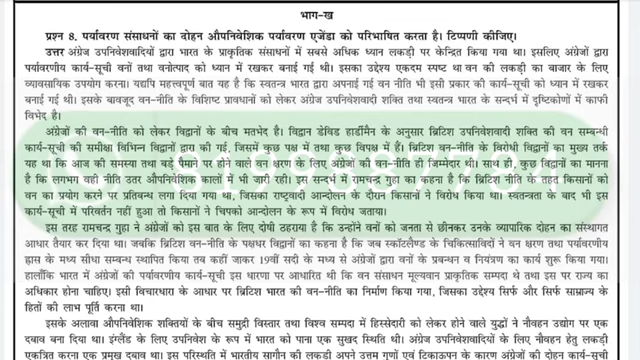 भाग-ख
प्रश्न 8. पर्यावरण संसाधनों का दोहन औपनिवेशिक पर्यावरण एजेंडा को परिभाषित करता है। टिप्पणी कीजिए।
उत्तर अंग्रेज उपनिवेशवादियों द्वारा भारत के प्राकृतिक संसाधनों में सबसे अधिक ध्यान लकड़ी पर केन्द्रित किया गया था। इसलिए अंग्रेजों द्वारा
पर्यावरणीय कार्य-सूची वनों तथा वनोत्पाद को ध्यान में रखकर बनाई गई थी। इसका उद्देश्य एकदम स्पष्ट था वन की लकड़ी का बाजार के लिए
व्यावसायिक उपयोग करना। यद्यपि महत्त्वपूर्ण बात यह है कि स्वतन्त्र भारत द्वारा अपनाई गई वन नीति भी इसी प्रकार की कार्य-सूची को ध्यान में रखकर
बनाई गई थी। इसके बावजूद वन-नीति के विशिष्ट प्रावधानों को लेकर औपनिवेशवादी शक्ति तथा स्वतन्त्र भारत के सन्दर्भ में दृष्टिकोणों में काफी
विभेद है।
अंग्रेजों की वन-नीति को लेकर विद्वानों के बीच मतभेद है। विद्वान डेविड हार्डीमैन के अनुसार ब्रिटिश उपनिवेशवादी शक्ति की वन सम्बन्धी
कार्य-सूची की समीक्षा विभिन्न विद्वानों द्वारा की गई, जिसमें कुछ पक्ष में तथा कुछ विपक्ष में हैं। ब्रिटिश वन-नीति के विरोधी विद्वानों का मुख्य तर्क
यह था कि आज की समस्या तथा बड़े पैमाने पर होने वाले वन क्षरण के लिए अंग्रेजों की वन-नीति ही जिम्मेदार थी। साथ ही, कुछ विद्वानों का मानना
है कि लगभग वही नीति उतर औपनिवेशिक कालों में भी जारी रही। इस सन्दर्भ में रामचन्द्र गुहा का कहना है कि ब्रिटिश नीति के तहत किसानों को
वन का प्रयोग करने पर प्रतिबन्ध लगा दिया गया था, जिसका राष्ट्रवादी आन्दोलन के दौरान किसानों ने विरोध किया था। स्वतन्त्रता के बाद भी इस
कार्य-सूची में परिवर्तन नहीं हुआ तो किसानों ने चिपको आन्दोलन के रूप में विरोध जताया।
इस तरह रामचन्द्र गुहा ने अंग्रेजों को इस बात के लिए दोषी ठहराया है कि उन्होंने वनों को जनता से छीनकर उनके व्यापारिक दोहन का संस्थागत
आधार तैयार कर दिया था। जबकि ब्रिटिश वन-नीति के पक्षधर विद्वानों का कहना है कि जब स्कॉटलैण्ड के चिकित्साविदों ने वन क्षरण तथा पर्यावरणीय
ह्रास के मध्य सीधा सम्बन्ध स्थापित किया तब कहीं जाकर 19वीं सदी के मध्य से अंग्रेजों द्वारा वनों के प्रबन्धन व नियंत्रण का कार्य शुरू किया गया।
हालाँकि भारत में अंग्रेजों की पर्यावरणीय कार्य-सूची इस धारणा पर आधारित थी कि वन संसाधन मूल्यवान प्राकृतिक सम्पदा थे तथा इस पर राज्य का
अधिकार होना चाहिए। इसी विचारधारा के आधार पर ब्रिटिश भारत की वन-नीति का निर्माण किया गया, जिसका उद्देश्य सिर्फ और सिर्फ साम्राज्य के
हितों की लाभ पूर्ति करना था।
इसके अलावा औपनिवेशिक शक्तियों के बीच समुद्री विस्तार तथा विश्व सम्पदा में हिस्सेदारी को लेकर होने वाले युद्धों ने नौवहन उद्योग पर एक
दबाव बना दिया था। इंग्लैंड के लिए उपनिवेश के रूप में भारत को पाना एक सुखद स्थिति थी। अंग्रेज उपनिवेशवादियों के लिए नौवहन हेतु लकड़ी
एकत्रित करना एक प्रमुख दबाव था। इस परिस्थिति में भारतीय सागौन की लकड़ी अपने उत्तम गुणों एवं टिकाऊपन के कारण अंग्रेजों की दोहन कार्य-सूची